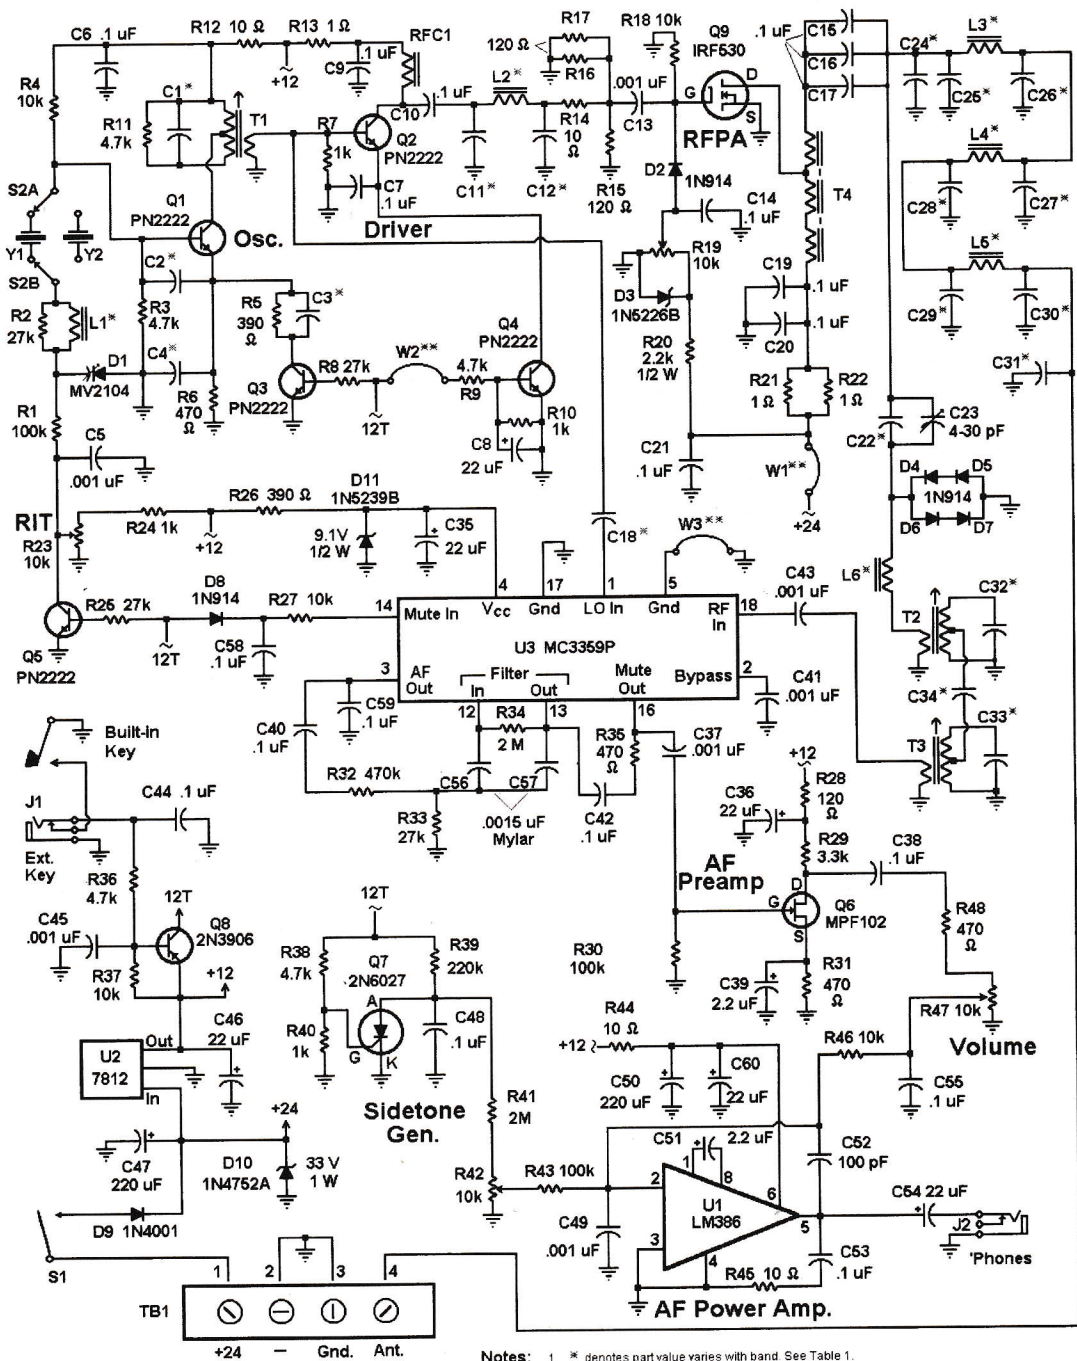 C6 .1 uF
R12 10 Ω
R13 1 Ω
.1 uF
C9
RFC1
R4
10k
+12
C1*
R11
4.7k
T1
R7
1k
Q2
PN2222
C7
.1 uF
C10
.1 uF
L2*
C11*
C12*
R17
120 Ω
R16
R14
10
Ω
R15
120 Ω
.001 uF
C13
R18 10k
Q9
IRF530
D
G
S
RFPA
D2
1N914
C14
.1 uF
R19
10k
D3
1N5226B
R20
2.2k
1/2 W
.1 uF
C15
C16
C17
T4
C24*
L3*
C25*
C26*
L4*
C28*
C27*
L5*
C29*
C30*
C31*
S2A
Y1
Y2
S2B
Q1
PN2222
Osc.
Driver
C2*
R3
4.7k
C4*
R2
27k
L1*
D1
MV2104
R6
470
Ω
R5
390
Ω
C3*
Q3
PN2222
R8 27k
W2**
12T
4.7k
R9
Q4
PN2222
R10
1k
C8
22 uF
C19
.1 uF
.1 uF
C20
R21
1 Ω
R22
1 Ω
C21
.1 uF
W1**
+24
C22*
C23
4-30 pF
D4
D5
1N914
D6
D7
R1
100k
C5
.001 uF
RIT
R23
10k
R24 1k
+12
R26 390 Ω
D11
1N5239B
9.1V
1/2 W
C35
22 uF
C18*
W3**
L6*
T2
C32*
C34*
T3
C33*
C43
.001 uF
Q5
PN2222
R25 27k
12T
D8
1N914
C58
.1 uF
R27 10k
14
4
17
1
5
18
Mute In
Vcc
Gnd
LO In
Gnd
RF
In
U3 MC3359P
3
AF
Out
Filter
In
Out
Mute
Out
Bypass
2
12
13
16
C41
.001 uF
C40
.1 uF
C59
.1 uF
R34
2 M
R35
470
Ω
C37
.001 uF
R32 470k
C56
C57
R33
27k
.0015 uF
Mylar
C42
.1 uF
Built-In
Key
J1
Ext.
Key
C44 .1 uF
R36
4.7k
12T
C45
.001 uF
Q8
2N3906
R37
10k
+12
C46
22 uF
Out
U2
7812
In
+24
C47
220 uF
D10
1N4752A
33 V
1 W
D9 1N4001
S1
12T
R38
4.7k
Q7
2N6027
A
G
K
R39
220k
R40
1k
C48
.1 uF
Sidetone
Gen.
R41
2M
R42
10k
R43 100k
C49
.001 uF
+12
R28
120
Ω
C36
22 uF
R29
3.3k
AF
Preamp
D
G
S
Q6
MPF102
R30
100k
C39
2.2 uF
R31
470
Ω
C38
.1 uF
R48
470
Ω
R47 10k
Volume
R46 10k
C55
.1 uF
R44
10 Ω
+12
C50
220 uF
C60
22 uF
C51
2.2 uF
1
8
2
U1
LM386
6
5
3
4
C52
100 pF
C54 22 uF
J2
'Phones
C53
.1 uF
R45 10 Ω
AF Power Amp.
1
2
3
4
TB1
+24
–
Gnd.
Ant.
Notes: 1. * denotes part value varies with band. See Table 1.